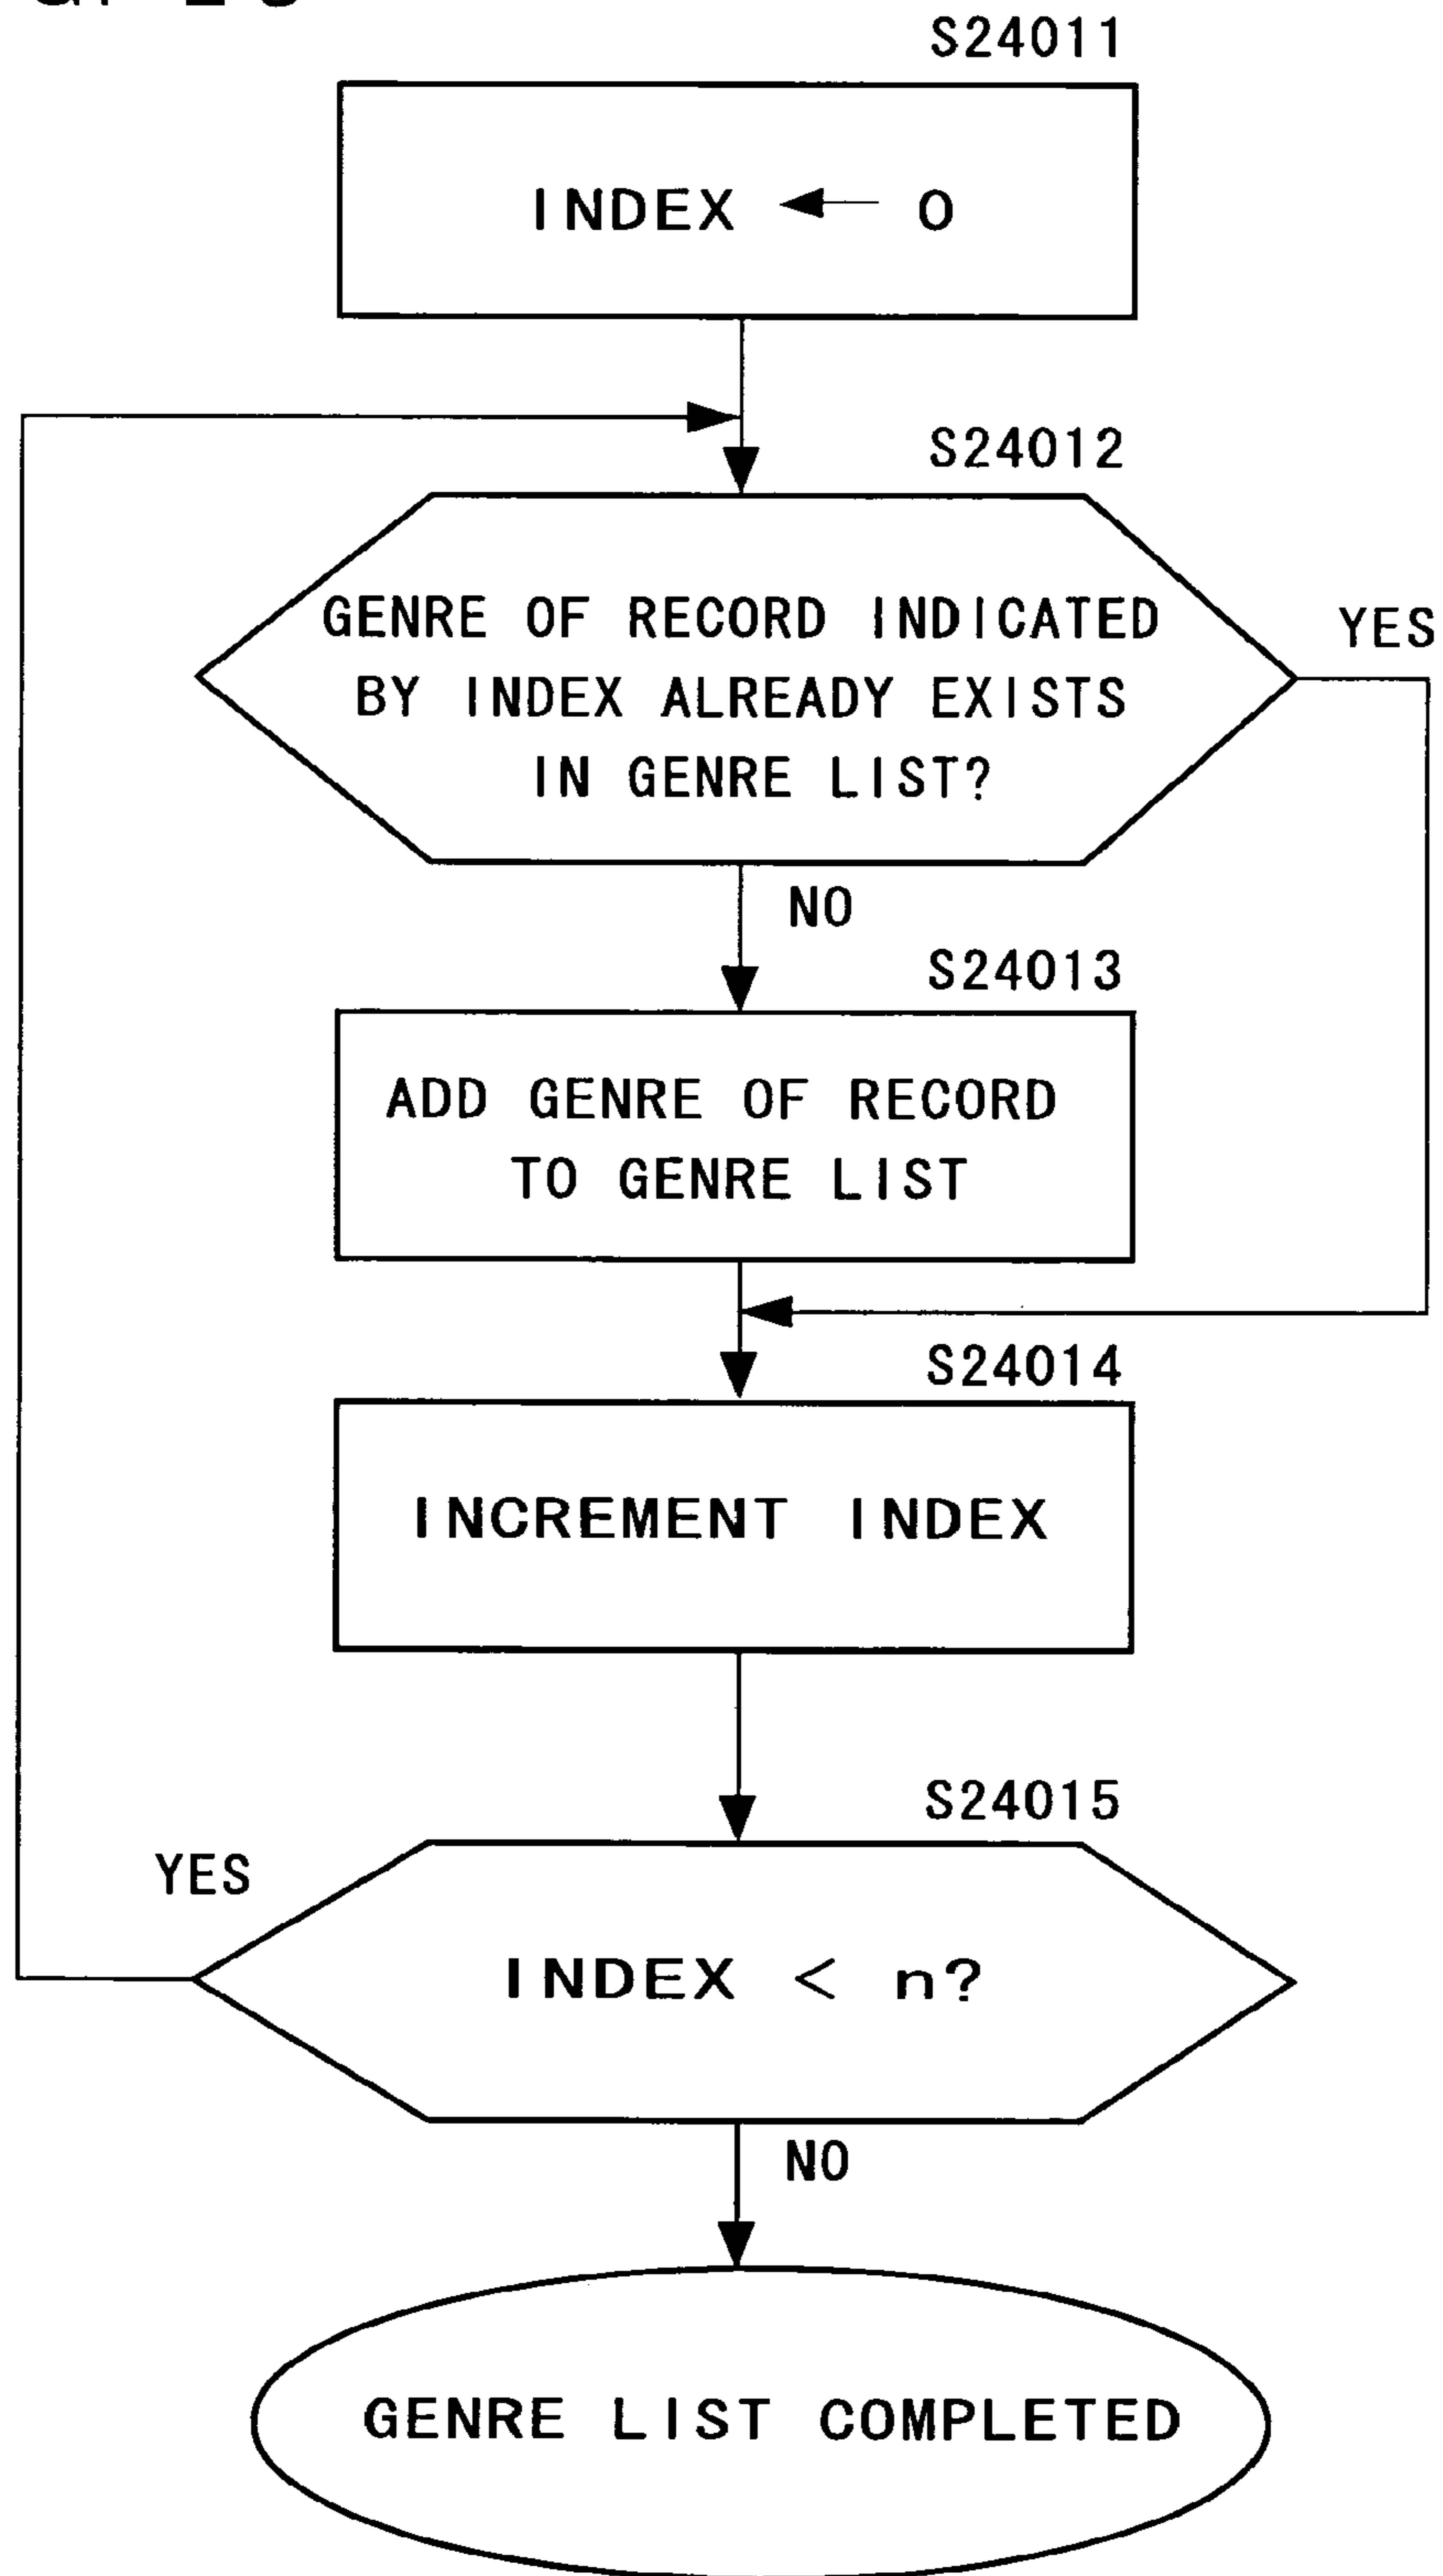 S24011
INDEX ← 0
S24012
GENRE OF RECORD INDICATED
BY INDEX ALREADY EXISTS
IN GENRE LIST?
YES
NO
S24013
ADD GENRE OF RECORD
TO GENRE LIST
S24014
INCREMENT INDEX
S24015
YES
INDEX < n?
NO
GENRE LIST COMPLETED